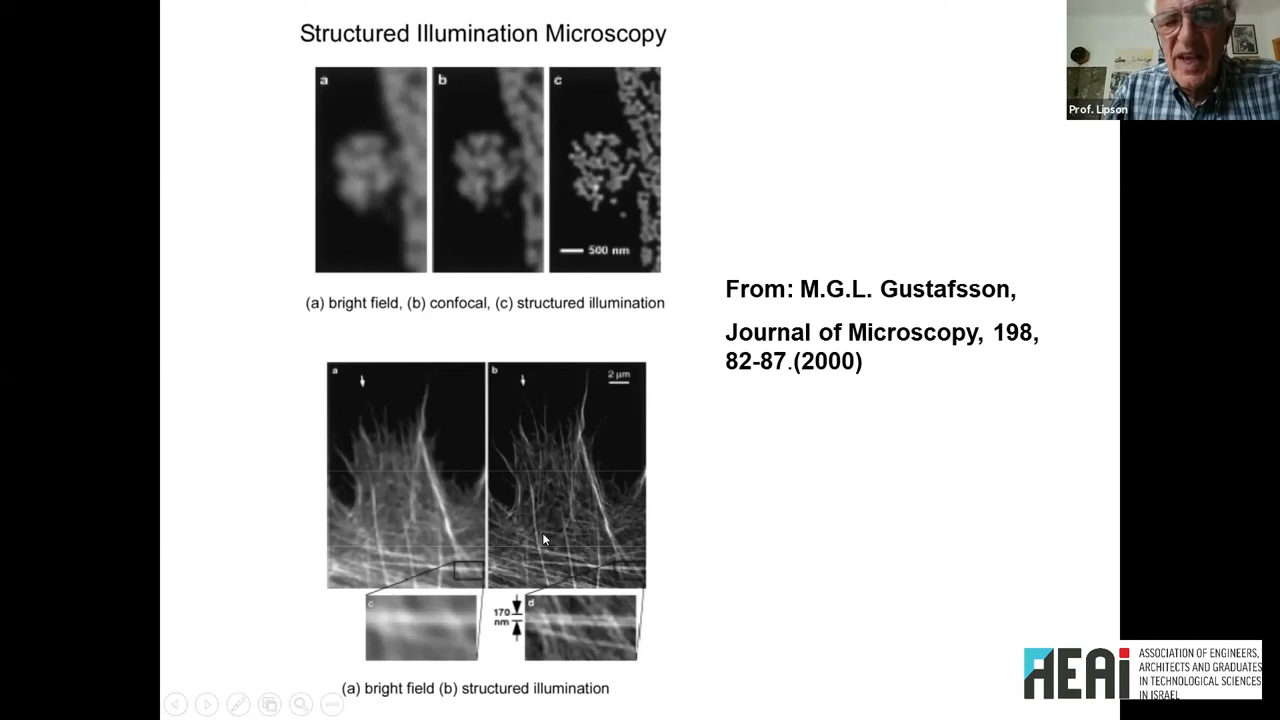 Structured Illumination Microscopy
Prof. Lipson
a
b
c
500 nm
(a) bright field, (b) confocal, (c) structured illumination
From: M.G.L. Gustafsson,
Journal of Microscopy, 198,
82-87.(2000)
a
b
2 µm
c
170
nm
d
(a) bright field (b) structured illumination
AEAi
ASSOCIATION OF ENGINEERS,
ARCHITECTS AND GRADUATES
IN TECHNOLOGICAL SCIENCES
IN ISRAEL